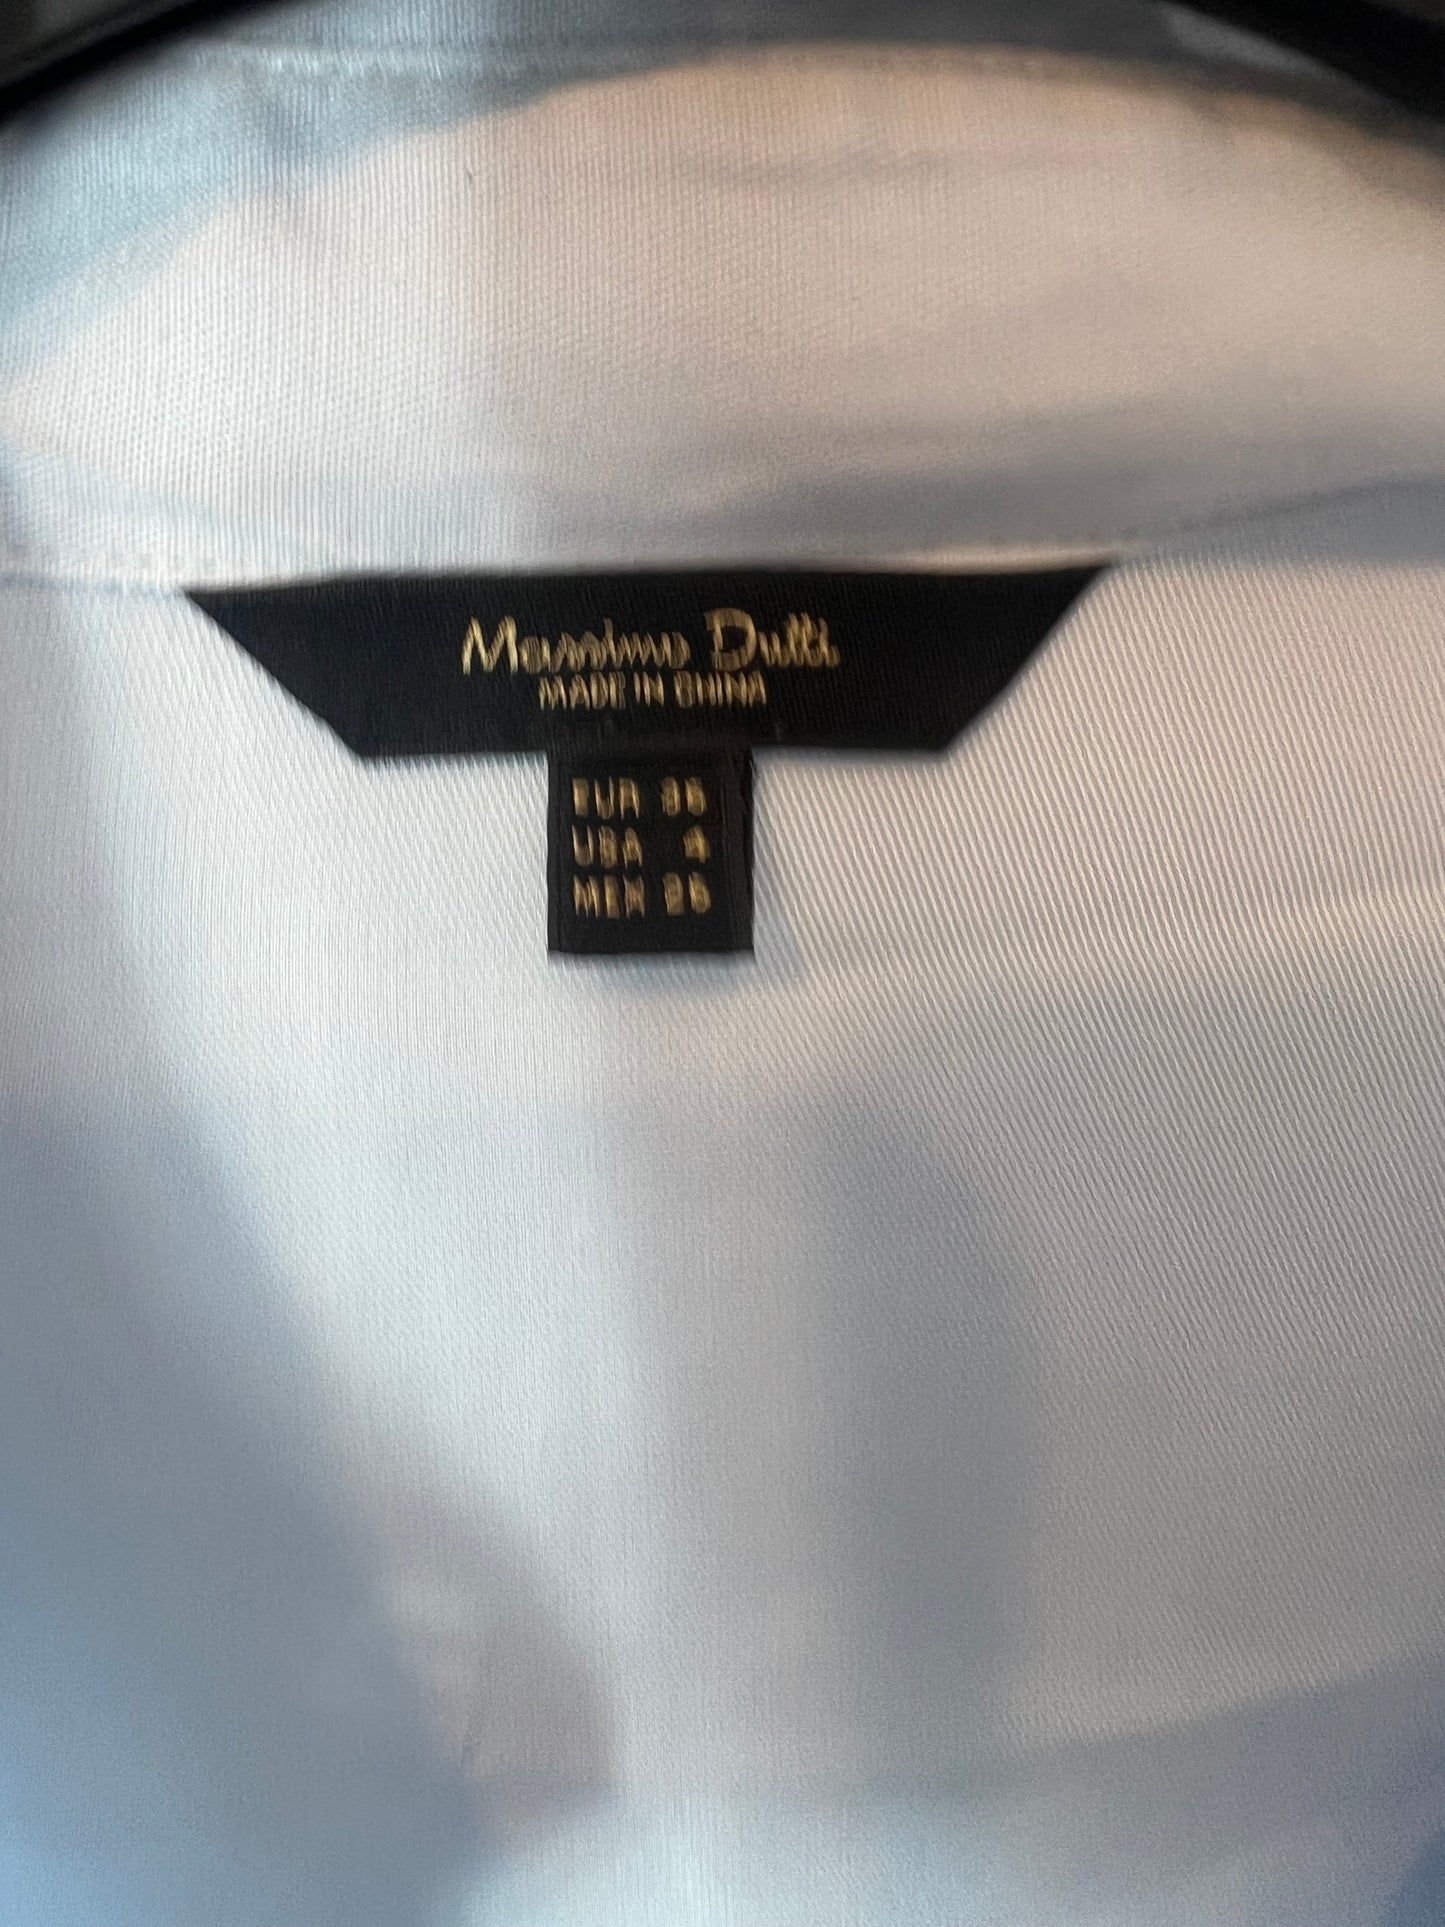 Massimo Dutti
MADE IN CHINA
EUR 36
USA 4
MEX 26